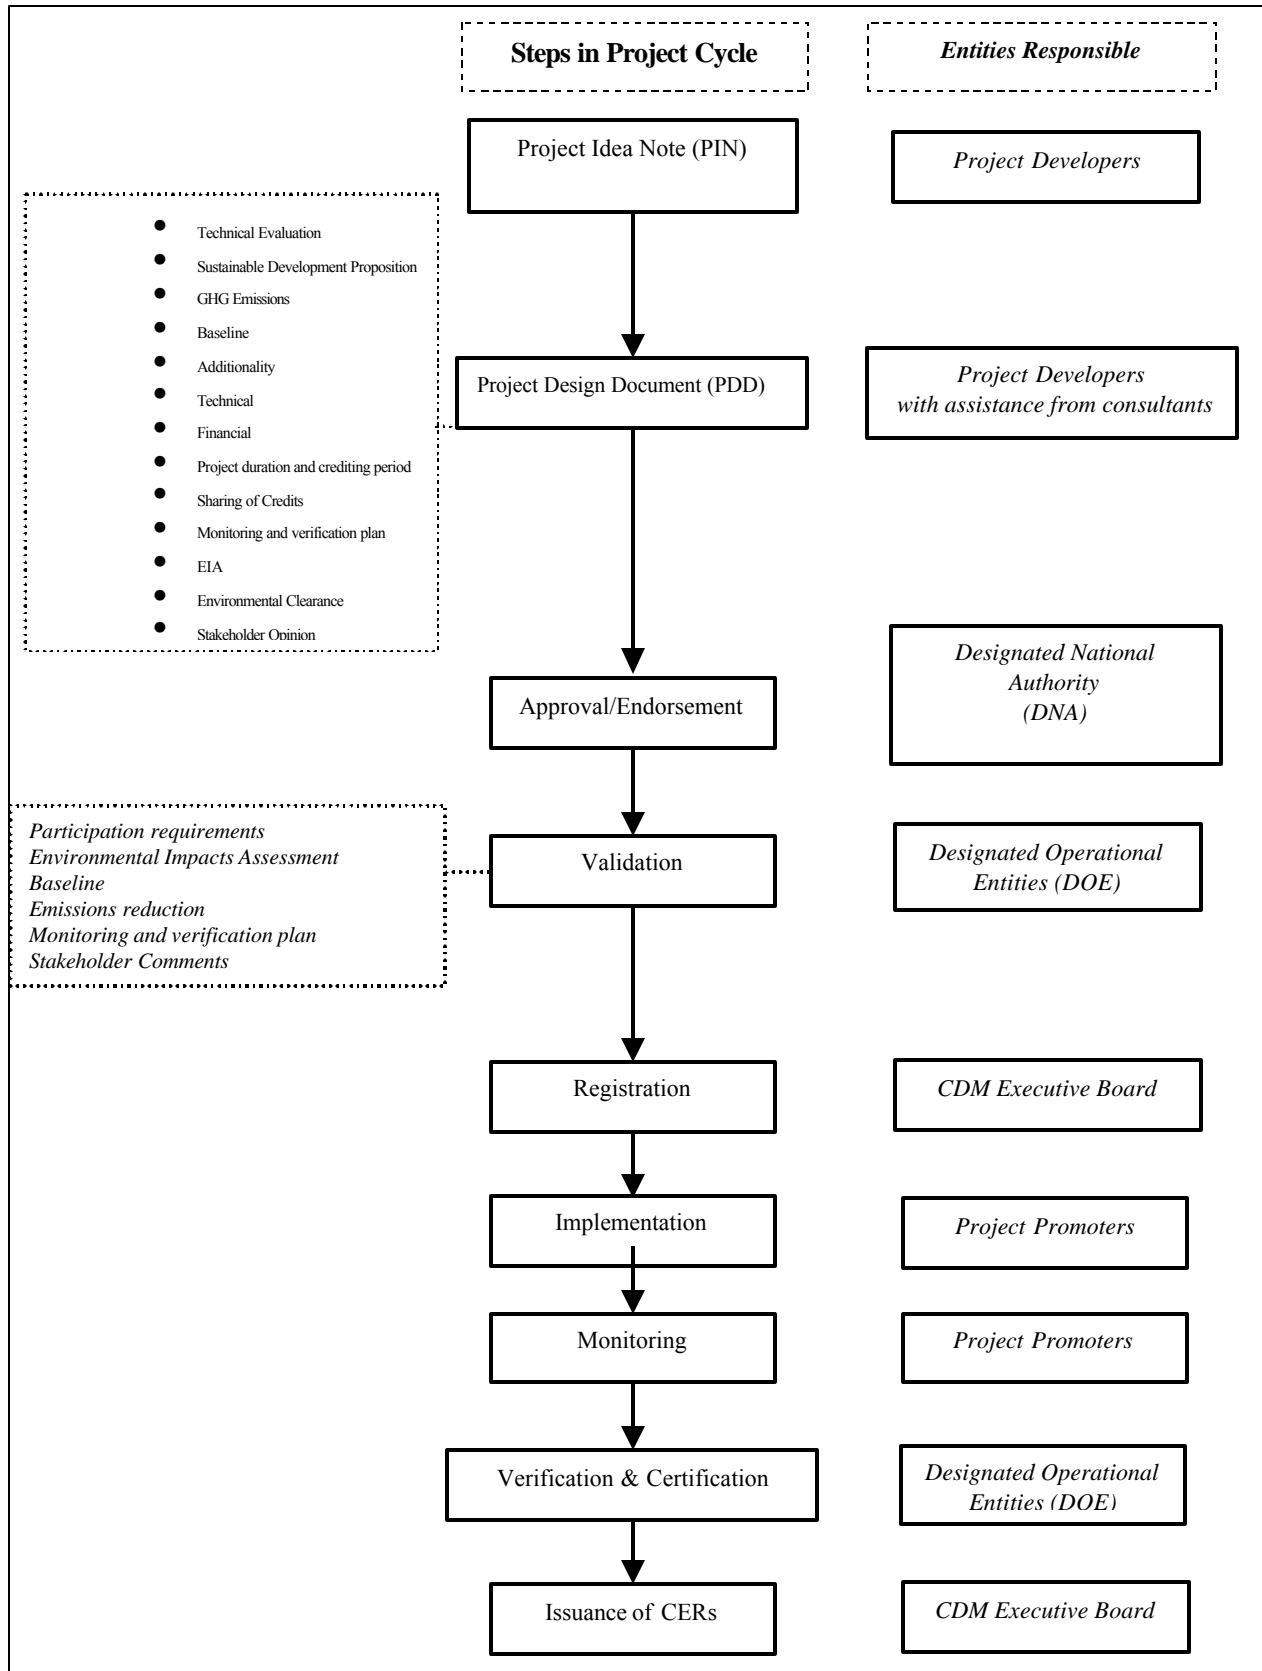 Steps in Project Cycle
Entities Responsible
Project Idea Note (PIN)
Project Developers
• Technical Evaluation
• Sustainable Development Proposition
• GHG Emissions
• Baseline
• Additionality
• Technical
• Financial
• Project duration and crediting period
• Sharing of Credits
• Monitoring and verification plan
• EIA
• Environmental Clearance
• Stakeholder Opinion
Project Design Document (PDD)
Project Developers
with assistance from consultants
Approval/Endorsement
Designated National
Authority
(DNA)
Participation requirements
Environmental Impacts Assessment
Baseline
Emissions reduction
Monitoring and verification plan
Stakeholder Comments
Validation
Designated Operational
Entities (DOE)
Registration
CDM Executive Board
Implementation
Project Promoters
Monitoring
Project Promoters
Verification & Certification
Designated Operational
Entities (DOE)
Issuance of CERs
CDM Executive Board